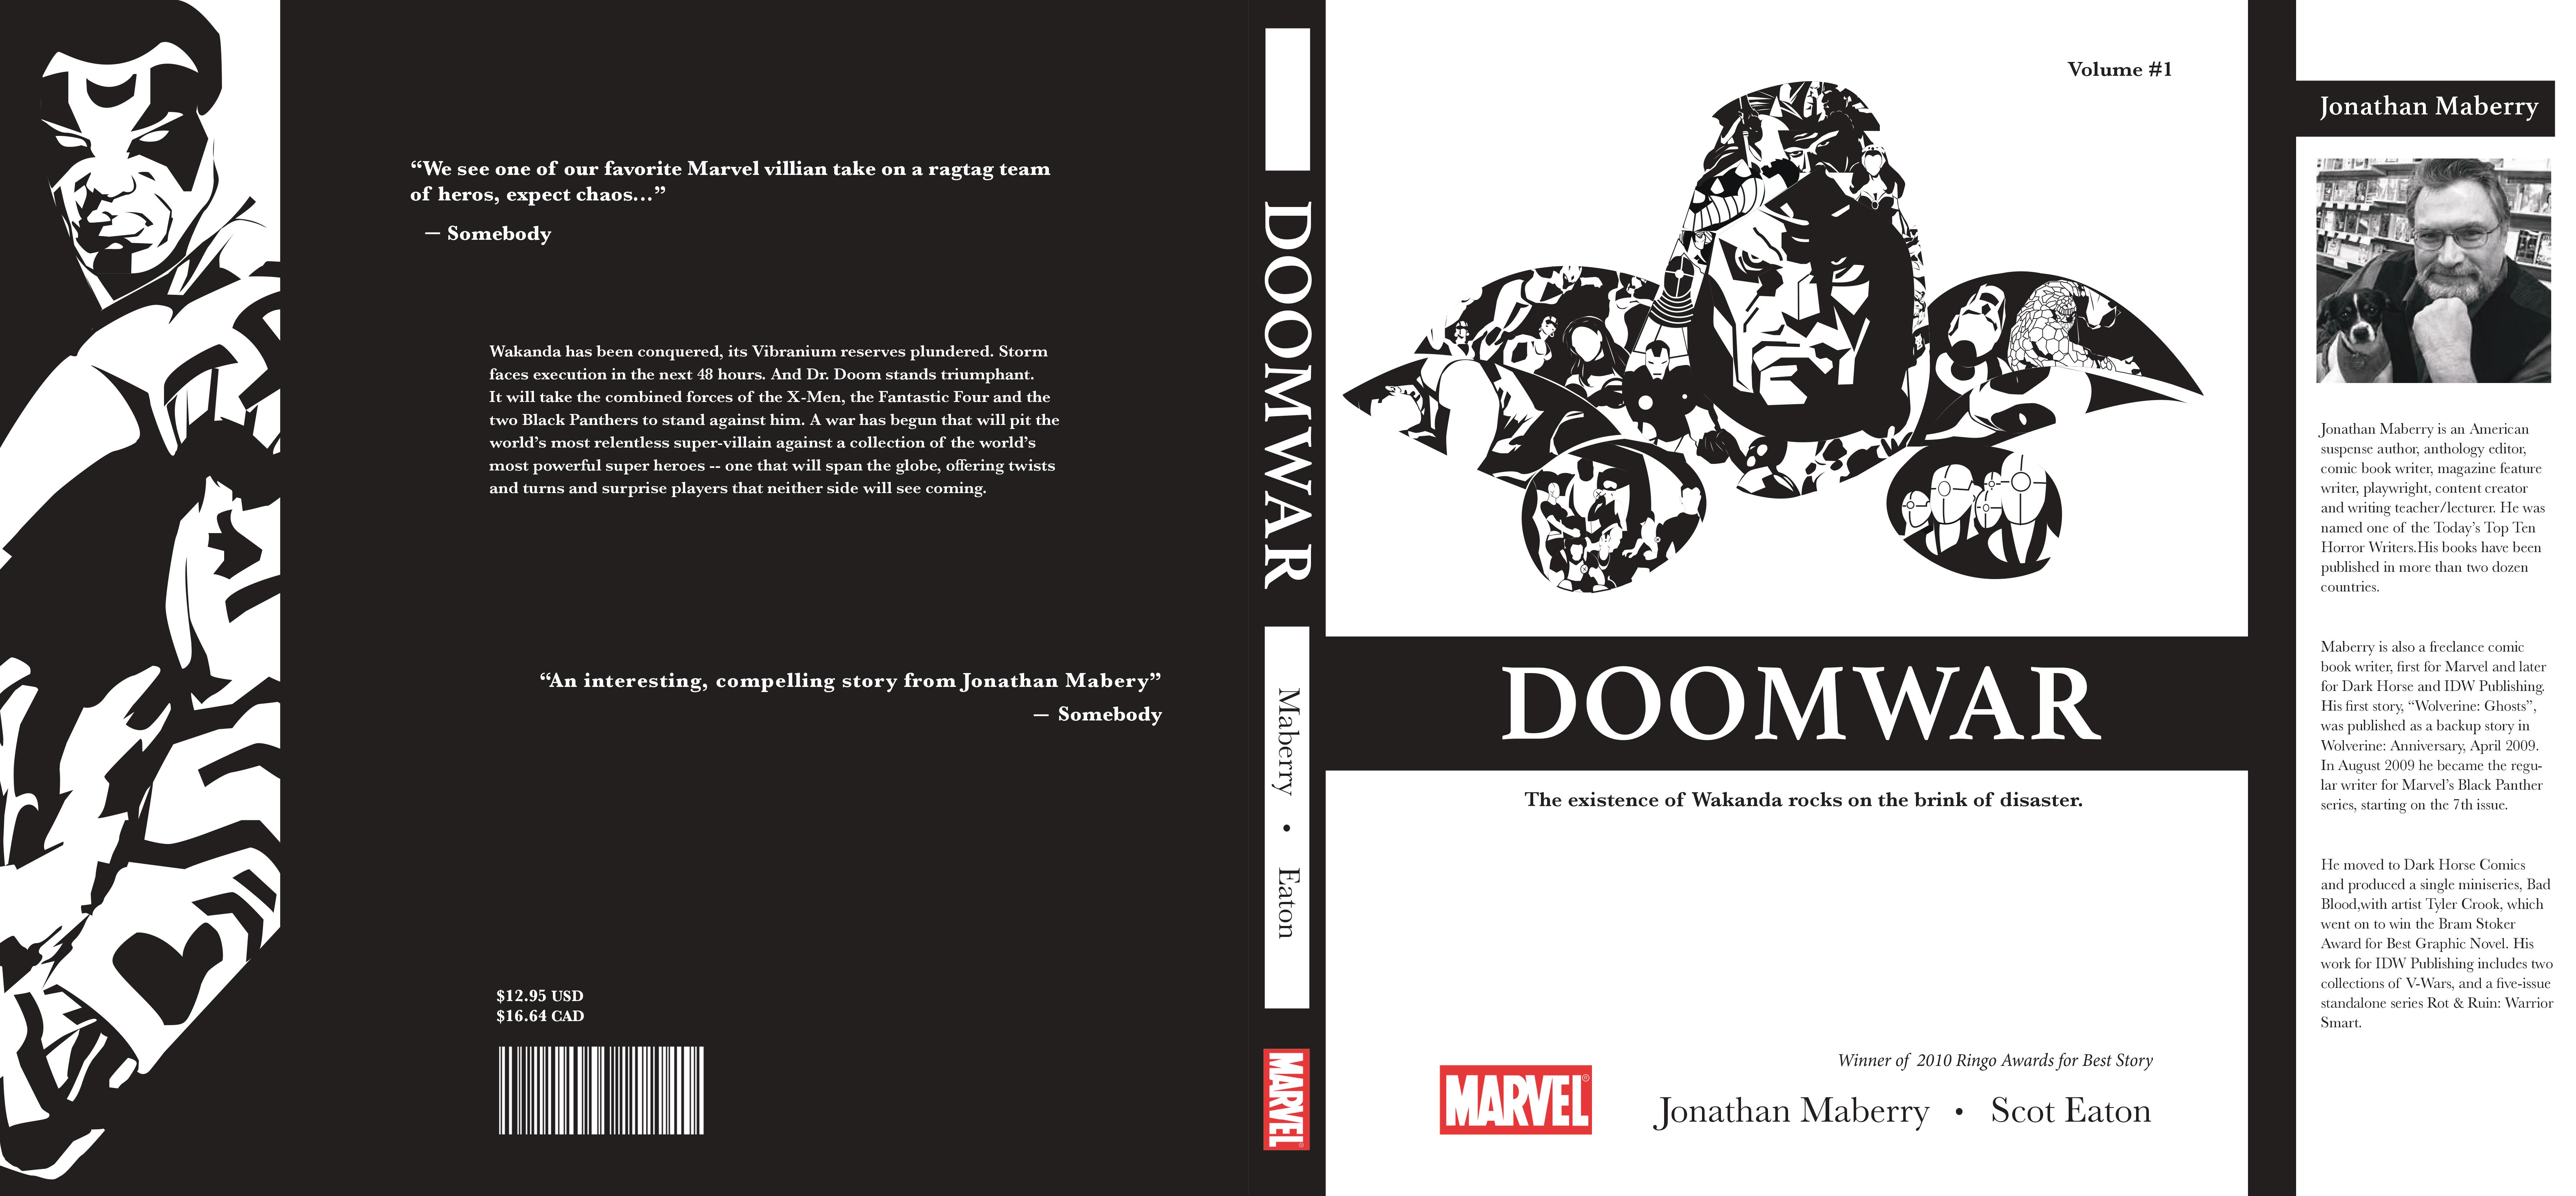 “We see one of our favorite Marvel villian take on a ragtag team
of heros, expect chaos...”
— Somebody
Wakanda has been conquered, its Vibranium reserves plundered. Storm
faces execution in the next 48 hours. And Dr. Doom stands triumphant.
It will take the combined forces of the X-Men, the Fantastic Four and the
two Black Panthers to stand against him. A war has begun that will pit the
world’s most relentless super-villain against a collection of the world’s
most powerful super heroes -- one that will span the globe, offering twists
and turns and surprise players that neither side will see coming.
“An interesting, compelling story from Jonathan Mabery”
— Somebody
$12.95 USD
$16.64 CAD
DOOMWAR
Maberry • Eaton
MARVEL®
Volume #1
DOOMWAR
The existence of Wakanda rocks on the brink of disaster.
Winner of 2010 Ringo Awards for Best Story
MARVEL®
Jonathan Maberry • Scot Eaton
Jonathan Maberry
Jonathan Maberry is an American
suspense author, anthology editor,
comic book writer, magazine feature
writer, playwright, content creator
and writing teacher/lecturer. He was
named one of the Today’s Top Ten
Horror Writers.His books have been
published in more than two dozen
countries.
Maberry is also a freelance comic
book writer, first for Marvel and later
for Dark Horse and IDW Publishing.
His first story, “Wolverine: Ghosts”,
was published as a backup story in
Wolverine: Anniversary, April 2009.
In August 2009 he became the regu-
lar writer for Marvel’s Black Panther
series, starting on the 7th issue.
He moved to Dark Horse Comics
and produced a single miniseries, Bad
Blood,with artist Tyler Crook, which
went on to win the Bram Stoker
Award for Best Graphic Novel. His
work for IDW Publishing includes two
collections of V-Wars, and a five-issue
standalone series Rot & Ruin: Warrior
Smart.